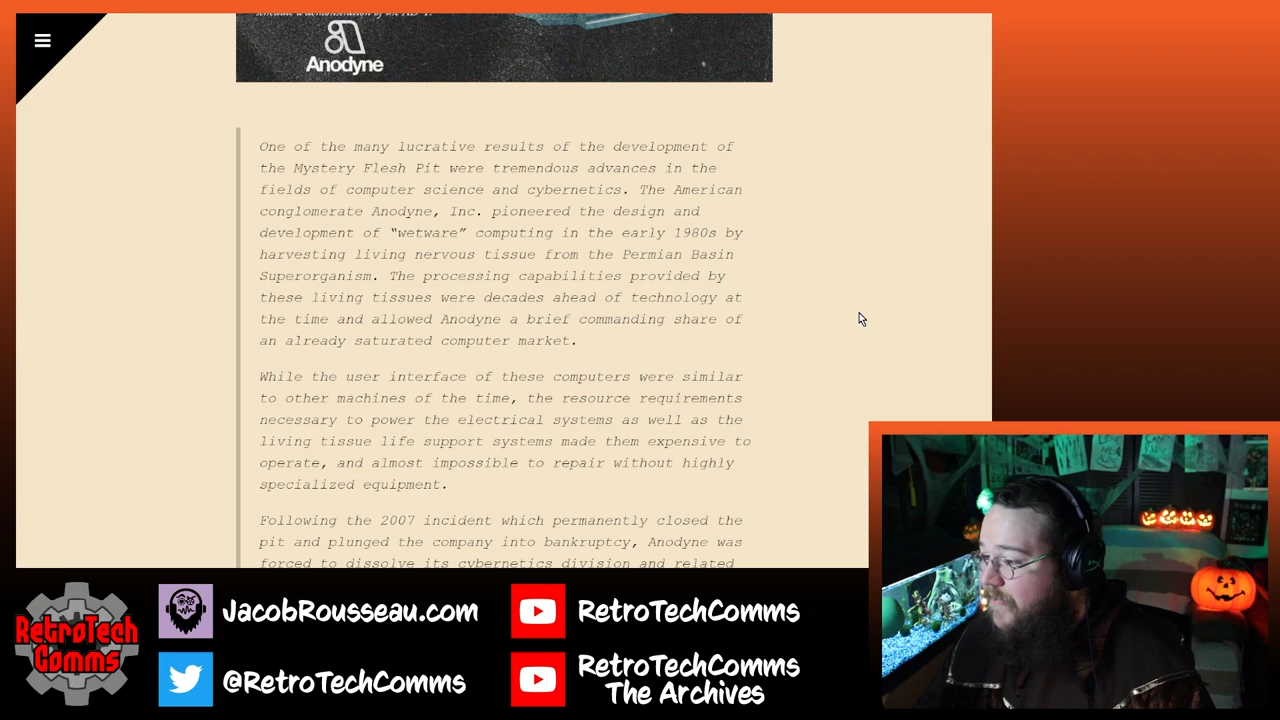 Anodyne
One of the many lucrative results of the development of
the Mystery Flesh Pit were tremendous advances in the
fields of computer science and cybernetics. The American
conglomerate Anodyne, Inc. pioneered the design and
development of “wetware” computing in the early 1980s by
harvesting living nervous tissue from the Permian Basin
Superorganism. The processing capabilities provided by
these living tissues were decades ahead of technology at
the time and allowed Anodyne a brief commanding share of
an already saturated computer market.
While the user interface of these computers were similar
to other machines of the time, the resource requirements
necessary to power the electrical systems as well as the
living tissue life support systems made them expensive to
operate, and almost impossible to repair without highly
specialized equipment.
Following the 2007 incident which permanently closed the
pit and plunged the company into bankruptcy, Anodyne was
forced to dissolve its cybernetics division and related
RetroTech
Comms
JacobRousseau.com
@RetroTechComms
RetroTechComms
RetroTechComms
The Archives